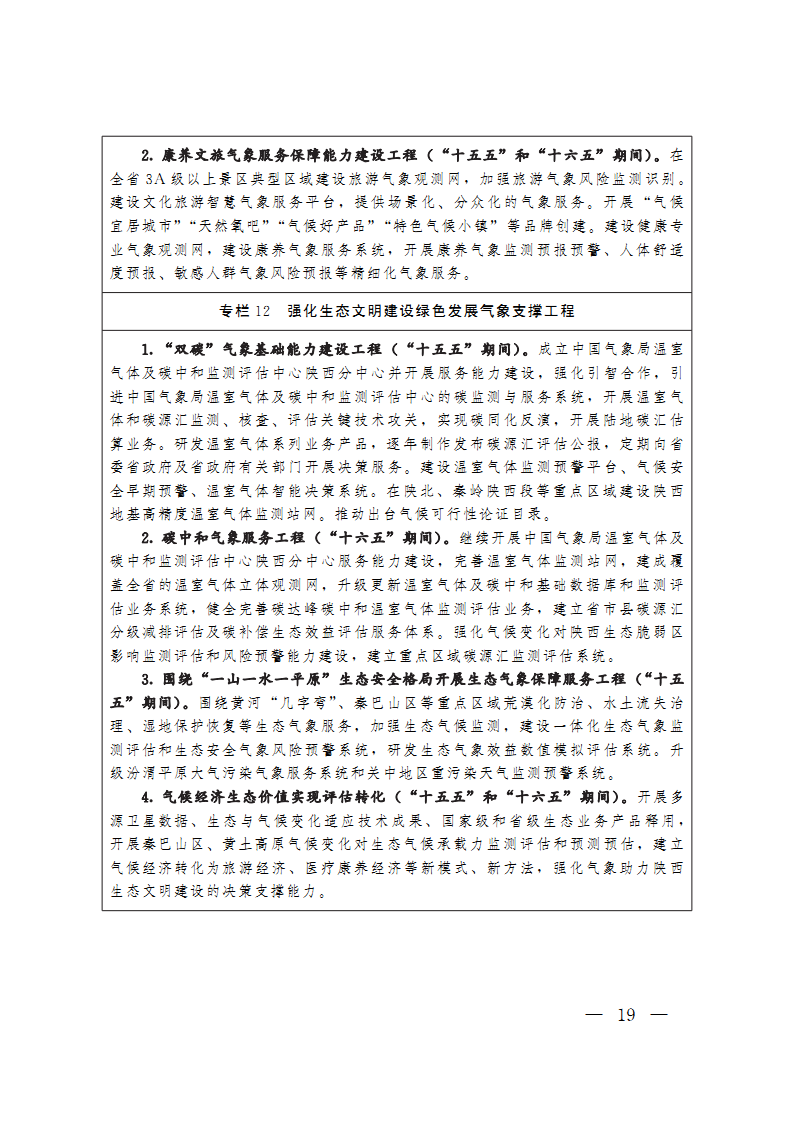 2. 康养文旅气象服务保障能力建设工程（“十五五”和“十六五”期间）。在
全省 3A 级以上景区典型区域建设旅游气象观测网，加强旅游气象风险监测识别。
建设文化旅游智慧气象服务平台，提供场景化、分众化的气象服务。开展“气候
宜居城市”“天然氧吧”“气候好产品”“特色气候小镇”等品牌创建。建设健康专
业气象观测网，建设康养气象服务系统，开展康养气象监测预报预警、人体舒适
度预报、敏感人群气象风险预报等精细化气象服务。
专栏 12 强化生态文明建设绿色发展气象支撑工程
1. “双碳”气象基础能力建设工程（“十五五”期间）。成立中国气象局温室
气体及碳中和监测评估中心陕西分中心并开展服务能力建设，强化引智合作，引
进中国气象局温室气体及碳中和监测评估中心的碳监测与服务系统，开展温室气
体和碳源汇监测、核查、评估关键技术攻关，实现碳同化反演，开展陆地碳汇估
算业务。研发温室气体系列业务产品，逐年制作发布碳源汇评估公报，定期向省
委省政府及省政府有关部门开展决策服务。建设温室气体监测预警平台、气候安
全早期预警、温室气体智能决策系统。在陕北、秦岭陕西段等重点区域建设陕西
地基高精度温室气体监测站网。推动出台气候可行性论证目录。
2. 碳中和气象服务工程（“十六五”期间）。继续开展中国气象局温室气体及
碳中和监测评估中心陕西分中心服务能力建设，完善温室气体监测站网，建成覆
盖全省的温室气体立体观测网，升级更新温室气体及碳中和基础数据库和监测评
估业务系统，健全完善碳达峰碳中和温室气体监测评估业务，建立省市县碳源汇
分级减排评估及碳补偿生态效益评估服务体系。强化气候变化对陕西生态脆弱区
影响监测评估和风险预警能力建设，建立重点区域碳源汇监测评估系统。
3. 围绕“一山一水一平原”生态安全格局开展生态气象保障服务工程（“十五
五”期间）。围绕黄河“几字弯”、秦巴山区等重点区域荒漠化防治、水土流失治
理、湿地保护恢复等生态气象服务，加强生态气候监测，建设一体化生态气象监
测评估和生态安全气象风险预警系统，研发生态气象效益数值模拟评估系统。升
级汾渭平原大气污染气象服务系统和关中地区重污染天气监测预警系统。
4. 气候经济生态价值实现评估转化（“十五五”和“十六五”期间）。开展多
源卫星数据、生态与气候变化适应技术成果、国家级和省级生态业务产品释用，
开展秦巴山区、黄土高原气候变化对生态气候承载力监测评估和预测预估，建立
气候经济转化为旅游经济、医疗康养经济等新模式、新方法，强化气象助力陕西
生态文明建设的决策支撑能力。
— 19 —